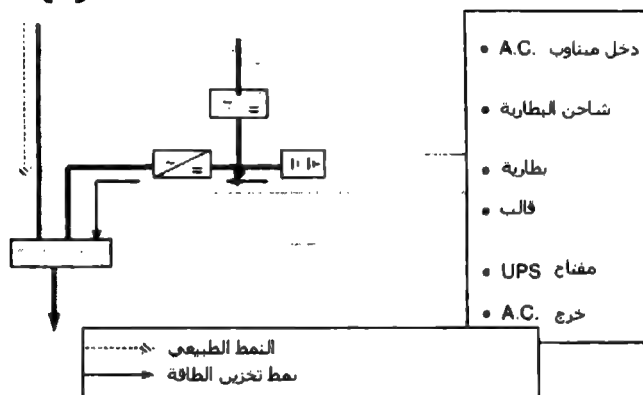 • A.C. دخل متناوب
• شاحن البطارية
• بطارية
• قالب
• UPS مفتاح
• A.C. خرج
النمط الطبيعي
نمط تخزين الطاقة